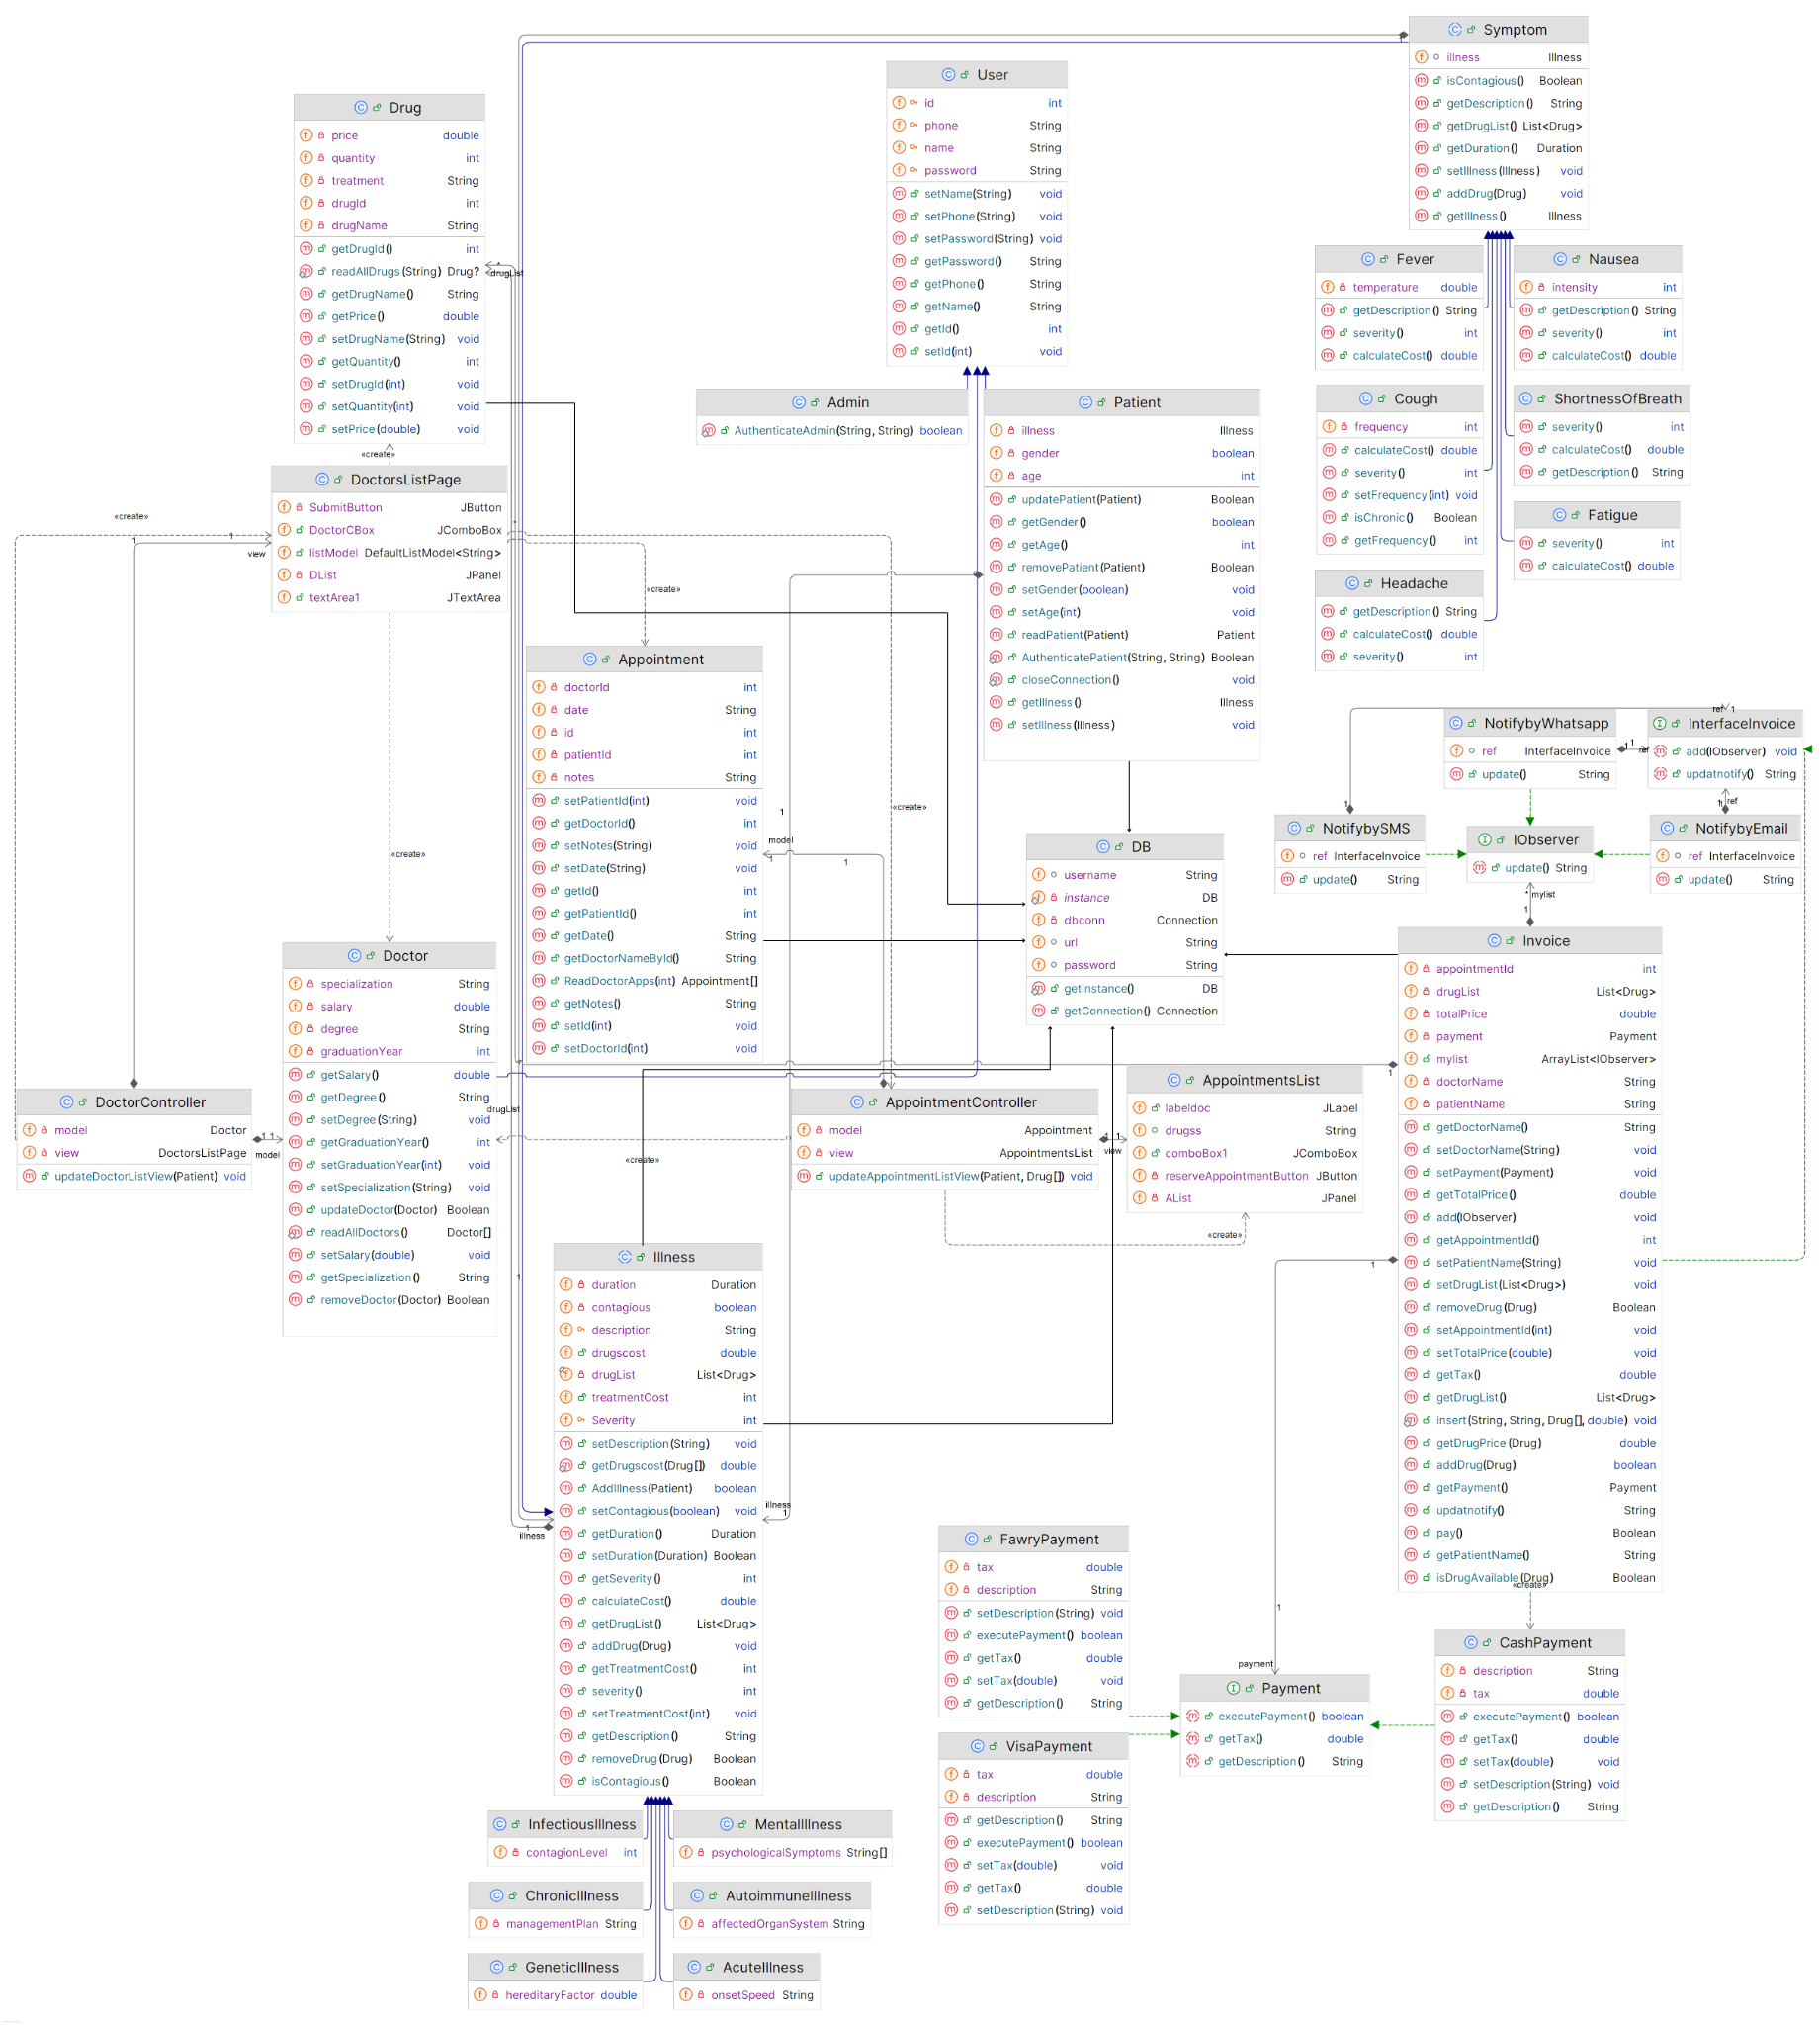 Symptom
illness Illness
isContagious() Boolean
getDescription() String
getDrugList() List<Drug>
getDuration() Duration
setIllness(Illness) void
addDrug(Drug) void
getIllness() Illness
1
User
id int
phone String
name String
password String
setName(String) void
setPhone(String) void
setPassword(String) void
getPassword() String
getPhone() String
getName() String
getId() int
setId(int) void
Drug
price double
quantity int
treatment String
drugId int
drugName String
getDrugId() int
readAllDrugs(String) Drug?
getDrugName() String
getPrice() double
setDrugName(String) void
getQuantity() int
setDrugId(int) void
setQuantity(int) void
setPrice(double) void
*
drugList
«create»
Fever
temperature double
getDescription() String
severity() int
calculateCost() double
Nausea
intensity int
getDescription() String
severity() int
calculateCost() double
Admin
AuthenticateAdmin(String, String) boolean
Patient
illness Illness
gender boolean
age int
updatePatient(Patient) Boolean
getGender() boolean
getAge() int
removePatient(Patient) Boolean
setGender(boolean) void
setAge(int) void
readPatient(Patient) Patient
AuthenticatePatient(String, String) Boolean
closeConnection() void
getIllness() Illness
setIllness(Illness) void
Cough
frequency int
calculateCost() double
severity() int
setFrequency(int) void
isChronic() Boolean
getFrequency() int
ShortnessOfBreath
severity() int
calculateCost() double
getDescription() String
Fatigue
severity() int
calculateCost() double
Headache
getDescription() String
calculateCost() double
severity() int
DoctorsListPage
SubmitButton JButton
DoctorCBox JComboBox
listModel DefaultListModel<String>
DList JPanel
textArea1 JTextArea
«create»
1
1
view
*
«create»
Appointment
doctorId int
date String
id int
patientId int
notes String
setPatientId(int) void
getDoctorId() int
setNotes(String) void
setDate(String) void
getId() int
getPatientId() int
getDate() String
getDoctorNameById() String
ReadDoctorApps(int) Appointment[]
getNotes() String
setId(int) void
setDoctorId(int) void
«create»
«create»
1
model
1
1
NotifybyWhatsapp
ref InterfaceInvoice
update() String
1
1
ref
ref
1
InterfaceInvoice
add(IObserver) void
updatnotify() String
1
NotifybySMS
ref InterfaceInvoice
update() String
IObserver
update() String
1
1
ref
NotifybyEmail
ref InterfaceInvoice
update() String
*
mylist
1
DB
username String
instance DB
dbconn Connection
url String
password String
getInstance() DB
getConnection() Connection
Doctor
specialization String
salary double
degree String
graduationYear int
getSalary() double
getDegree() String
setDegree(String) void
getGraduationYear() int
setGraduationYear(int) void
setSpecialization(String) void
updateDoctor(Doctor) Boolean
readAllDoctors() Doctor[]
setSalary(double) void
getSpecialization() String
removeDoctor(Doctor) Boolean
Invoice
appointmentId int
drugList List<Drug>
totalPrice double
payment Payment
mylist ArrayList<IObserver>
doctorName String
patientName String
getDoctorName() String
setDoctorName(String) void
setPayment(Payment) void
getTotalPrice() double
add(IObserver) void
getAppointmentId() int
setPatientName(String) void
setDrugList(List<Drug>) void
removeDrug(Drug) Boolean
setAppointmentId(int) void
setTotalPrice(double) void
getTax() double
getDrugList() List<Drug>
insert(String, String, Drug[], double) void
getDrugPrice(Drug) double
addDrug(Drug) boolean
getPayment() Payment
updatnotify() String
pay() Boolean
getPatientName() String
isDrugAvailable(Drug) Boolean
«create»
1
1
DoctorController
model Doctor
view DoctorsListPage
updateDoctorListView(Patient) void
1
1
model
drugList
«create»
AppointmentController
model Appointment
view AppointmentsList
updateAppointmentListView(Patient, Drug[]) void
1
1
view
AppointmentsList
labeldoc JLabel
drugss String
comboBox1 JComboBox
reserveAppointmentButton JButton
AList JPanel
«create»
Illness
duration Duration
contagious boolean
description String
drugscost double
drugList List<Drug>
treatmentCost int
Severity int
setDescription(String) void
getDrugscost(Drug[]) double
AddIllness(Patient) boolean
setContagious(boolean) void
getDuration() Duration
setDuration(Duration) Boolean
getSeverity() int
calculateCost() double
getDrugList() List<Drug>
addDrug(Drug) void
getTreatmentCost() int
severity() int
setTreatmentCost(int) void
getDescription() String
removeDrug(Drug) Boolean
isContagious() Boolean
1
1
illness
illness
1
FawryPayment
tax double
description String
setDescription(String) void
executePayment() boolean
getTax() double
setTax(double) void
getDescription() String
1
payment
Payment
executePayment() boolean
getTax() double
getDescription() String
CashPayment
description String
tax double
executePayment() boolean
getTax() double
setTax(double) void
setDescription(String) void
getDescription() String
VisaPayment
tax double
description String
getDescription() String
executePayment() boolean
setTax(double) void
getTax() double
setDescription(String) void
InfectiousIllness
contagionLevel int
MentalIllness
psychologicalSymptoms String[]
ChronicIllness
managementPlan String
AutoimmuneIllness
affectedOrganSystem String
GeneticIllness
hereditaryFactor double
AcuteIllness
onsetSpeed String